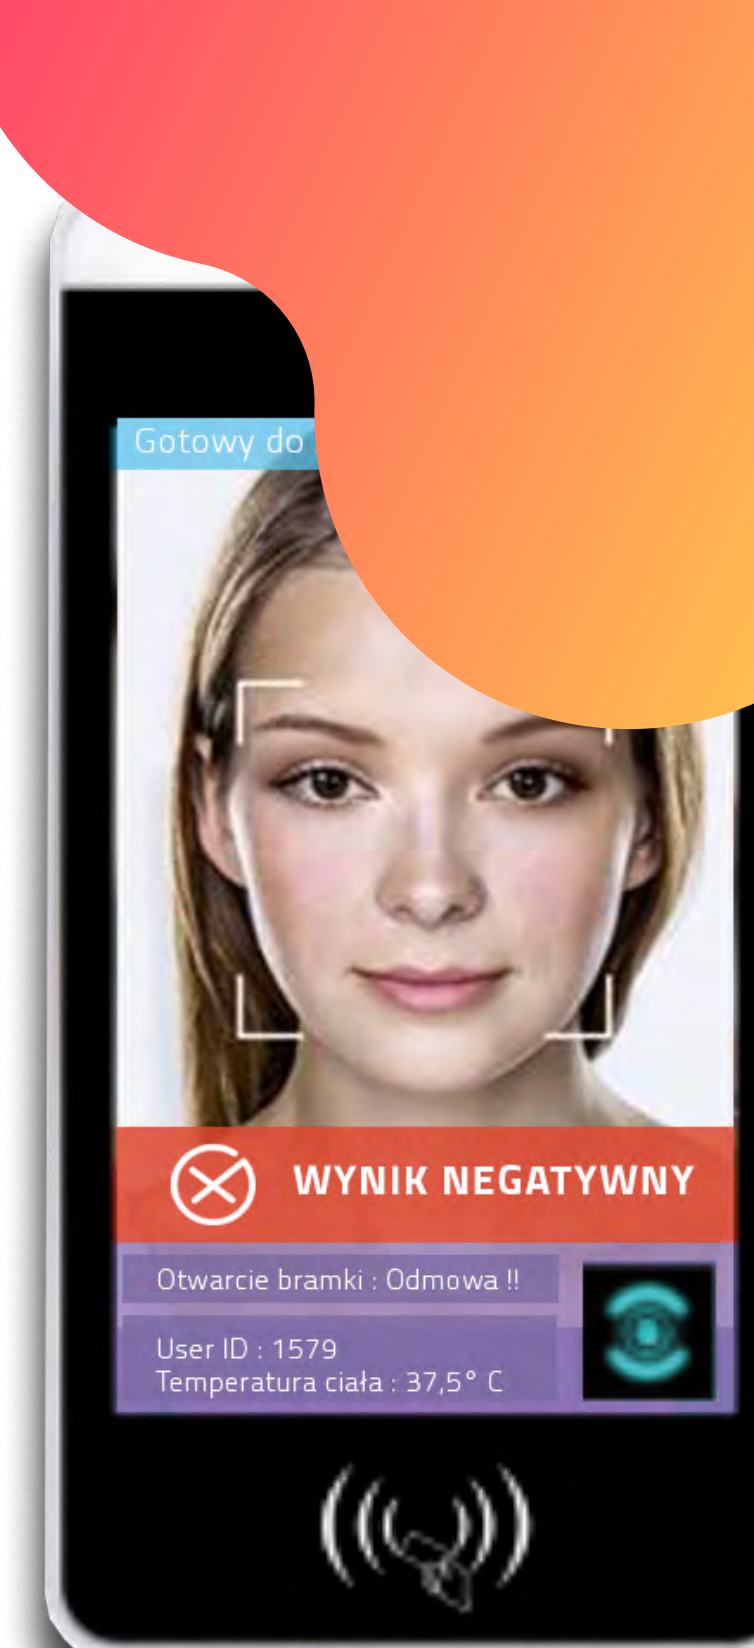 Gotowy do
WYNIK NEGATYWNY
Otwarcie bramki : Odmowa !!
User ID : 1579
Temperatura ciała : 37,5° C